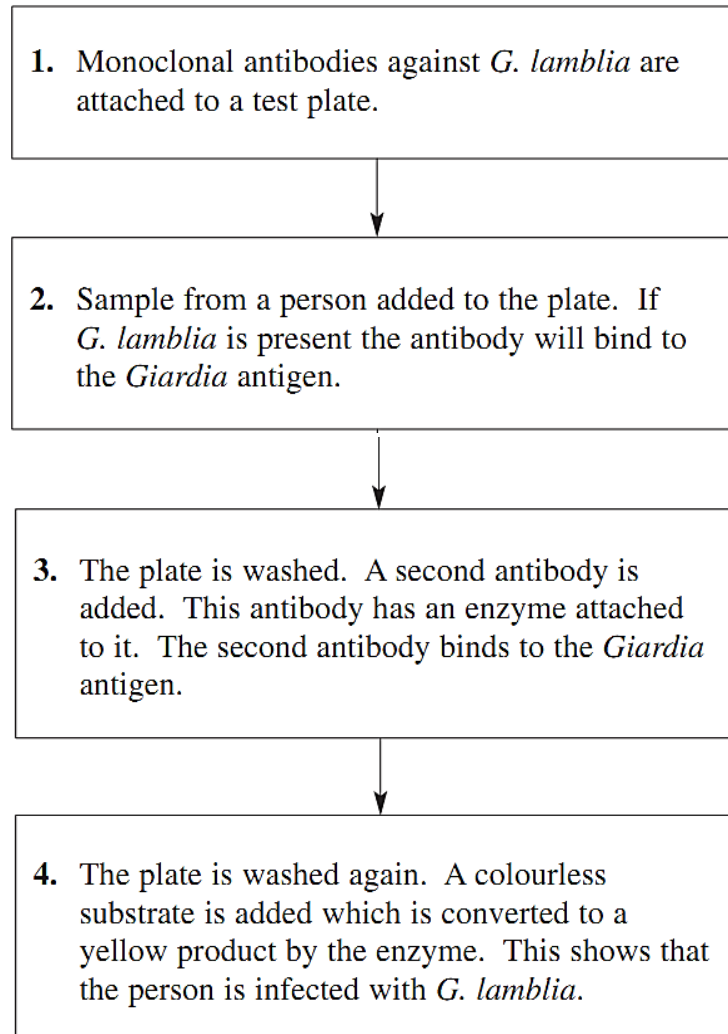 1. Monoclonal antibodies against G. lamblia are
attached to a test plate.
2. Sample from a person added to the plate. If
G. lamblia is present the antibody will bind to
the Giardia antigen.
3. The plate is washed. A second antibody is
added. This antibody has an enzyme attached
to it. The second antibody binds to the Giardia
antigen.
4. The plate is washed again. A colourless
substrate is added which is converted to a
yellow product by the enzyme. This shows that
the person is infected with G. lamblia.